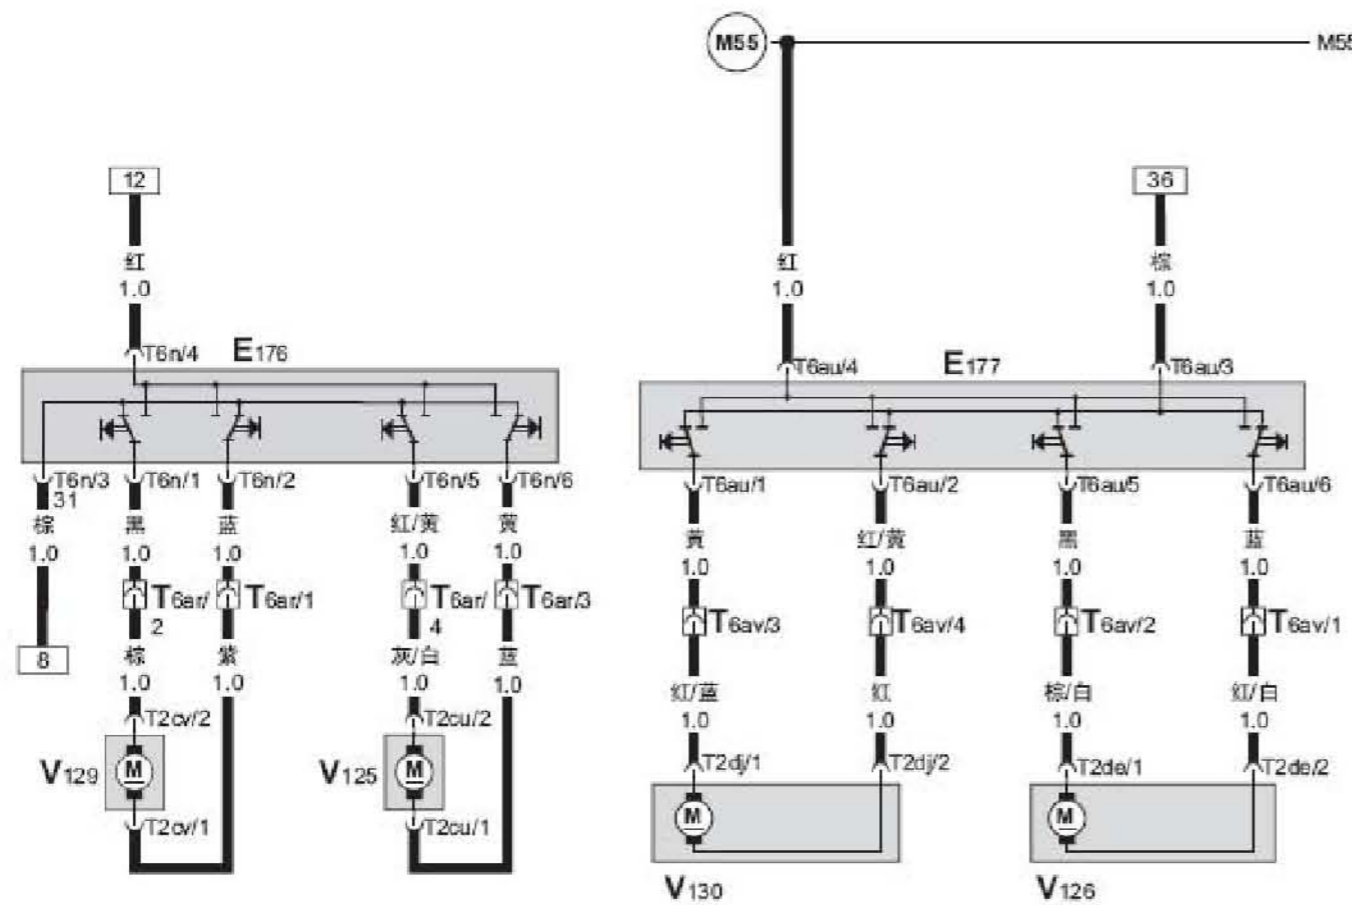 M55
M55
12
36
红
1.0
红
1.0
棕
1.0
T6n/4
E176
T6au/4
E177
T6au/3
T6n/3
31
T6n/1
T6n/2
T6n/5
T6n/6
T6au/1
T6au/2
T6au/5
T6au/6
棕
1.0
黑
1.0
蓝
1.0
红/黄
1.0
黄
1.0
黄
1.0
红/黄
1.0
黑
1.0
蓝
1.0
T6ar/
2
T6ar/1
T6ar/
4
T6ar/3
T6av/3
T6av/4
T6av/2
T6av/1
8
棕
1.0
紫
1.0
灰/白
1.0
蓝
1.0
红/蓝
1.0
红
1.0
棕/白
1.0
红/白
1.0
T2cv/2
T2cu/2
T2dj/1
T2dj/2
T2de/1
T2de/2
V129
M
V125
M
M
M
T2cv/1
T2cu/1
V130
V126